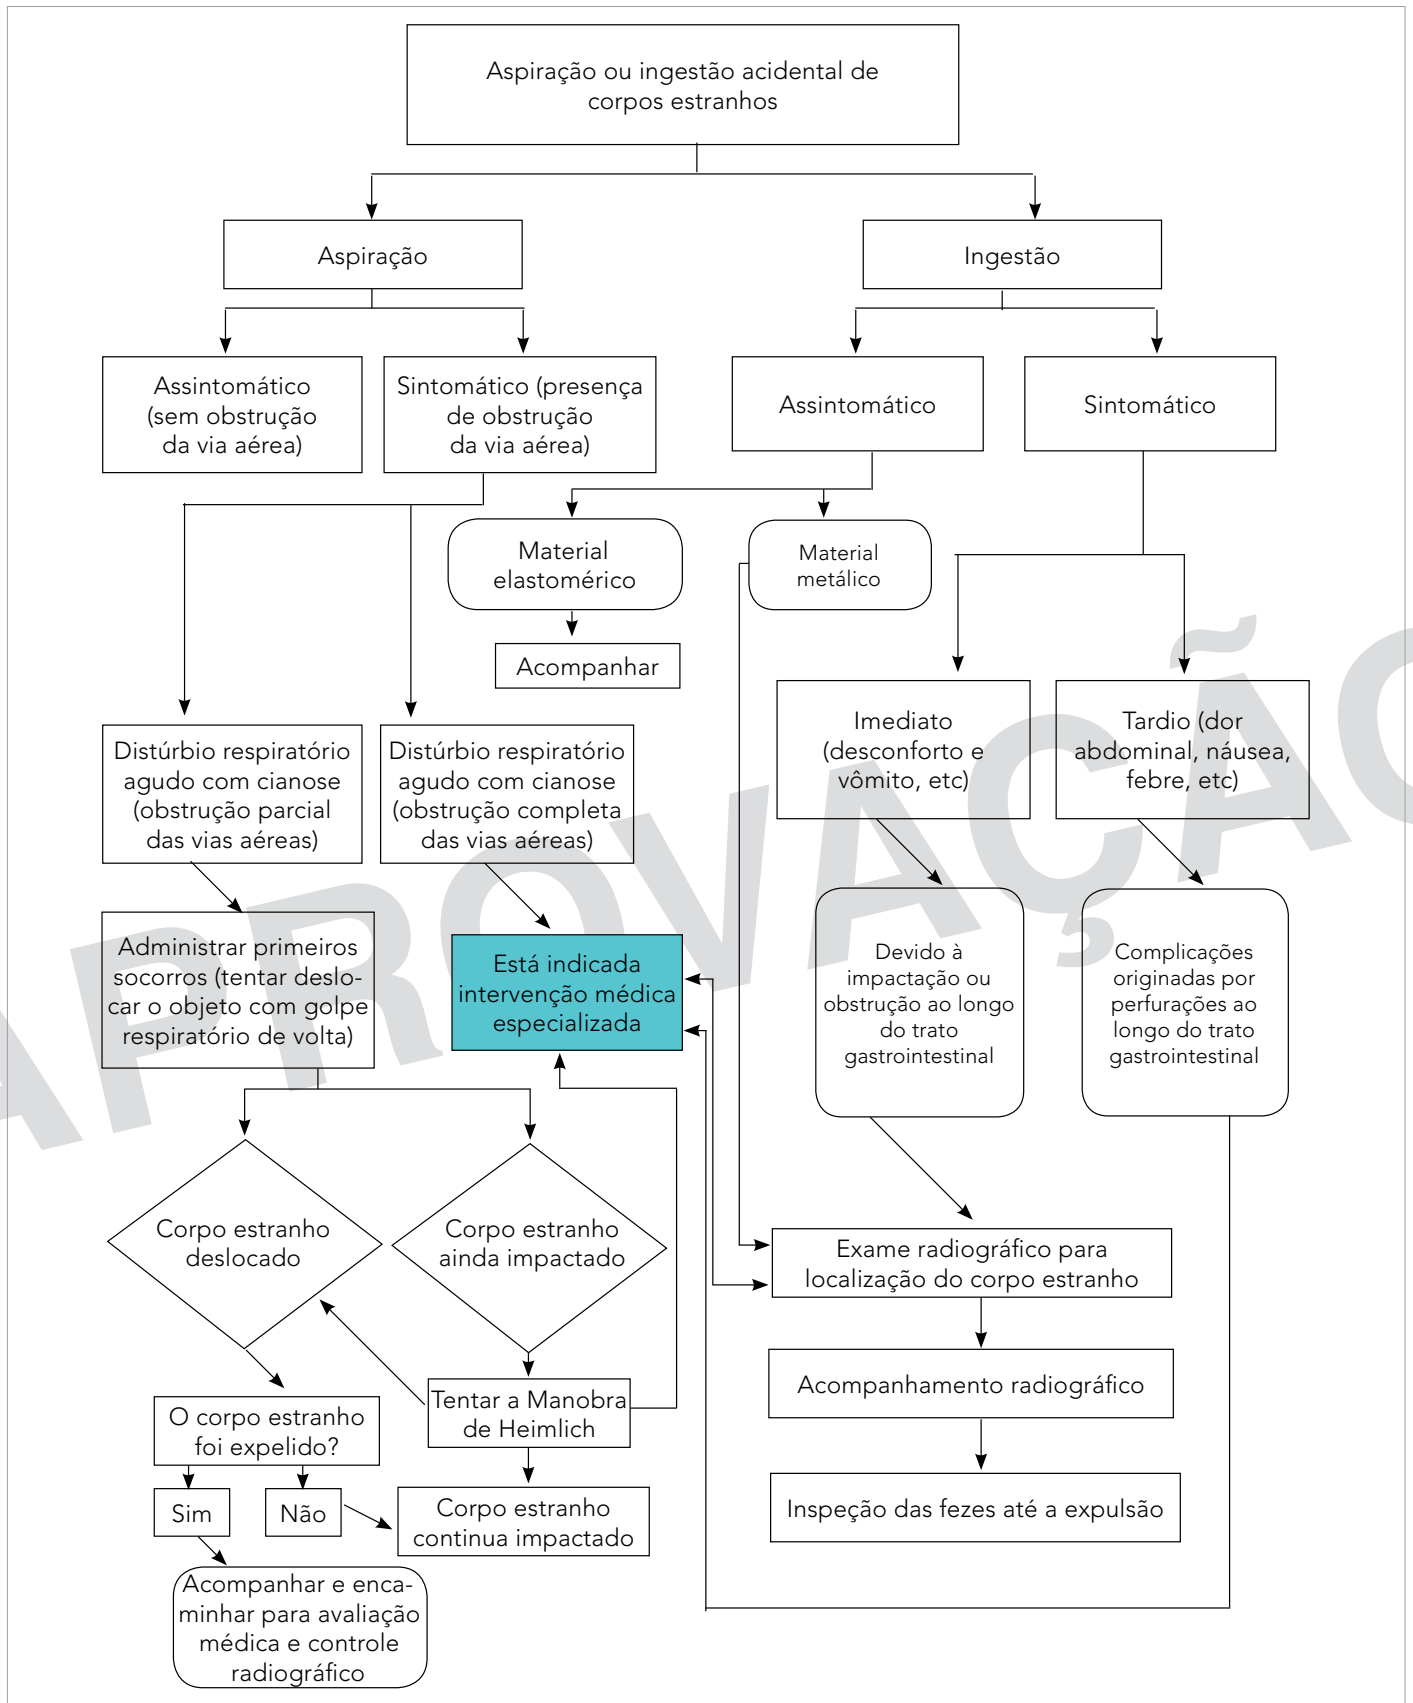 Aspiração ou ingestão acidental de
corpos estranhos
Aspiração
Ingestão
Assintomático
(sem obstrução
da via aérea)
Sintomático (presença
de obstrução
da via aérea)
Assintomático
Sintomático
Material
elastomérico
Material
metálico
Acompanhar
Distúrbio respiratório
agudo com cianose
(obstrução parcial
das vias aéreas)
Distúrbio respiratório
agudo com cianose
(obstrução completa
das vias aéreas)
Imediato
(desconforto e
vômito, etc)
Tardio (dor
abdominal, náusea,
febre, etc)
Administrar primeiros
socorros (tentar deslo-
car o objeto com golpe
respiratório de volta)
Está indicada
intervenção médica
especializada
Devido à
impactação ou
obstrução ao longo
do trato
gastrointestinal
Complicações
originadas por
perfurações ao
longo do trato
gastrointestinal
Corpo estranho
deslocado
Corpo estranho
ainda impactado
Exame radiográfico para
localização do corpo estranho
Acompanhamento radiográfico
Inspeção das fezes até a expulsão
Tentar a Manobra
de Heimlich
O corpo estranho
foi expelido?
Sim
Não
Corpo estranho
continua impactado
Acompanhar e enca-
minhar para avaliação
médica e controle
radiográfico
APROVAÇÃO